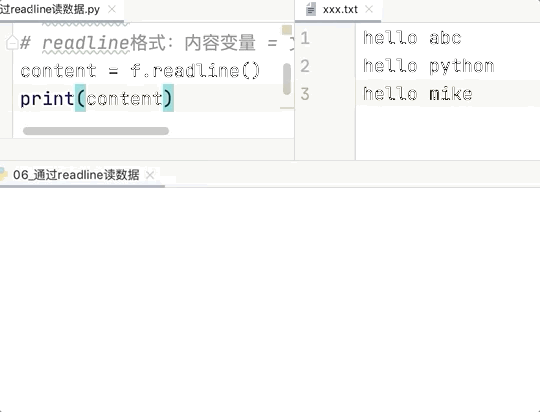 过readline读数据.py
# readline格式：内容变量 =
content = f.readline()
print(content)
xxx.txt
1 hello abc
2 hello python
3 hello mike
06_通过readline读数据